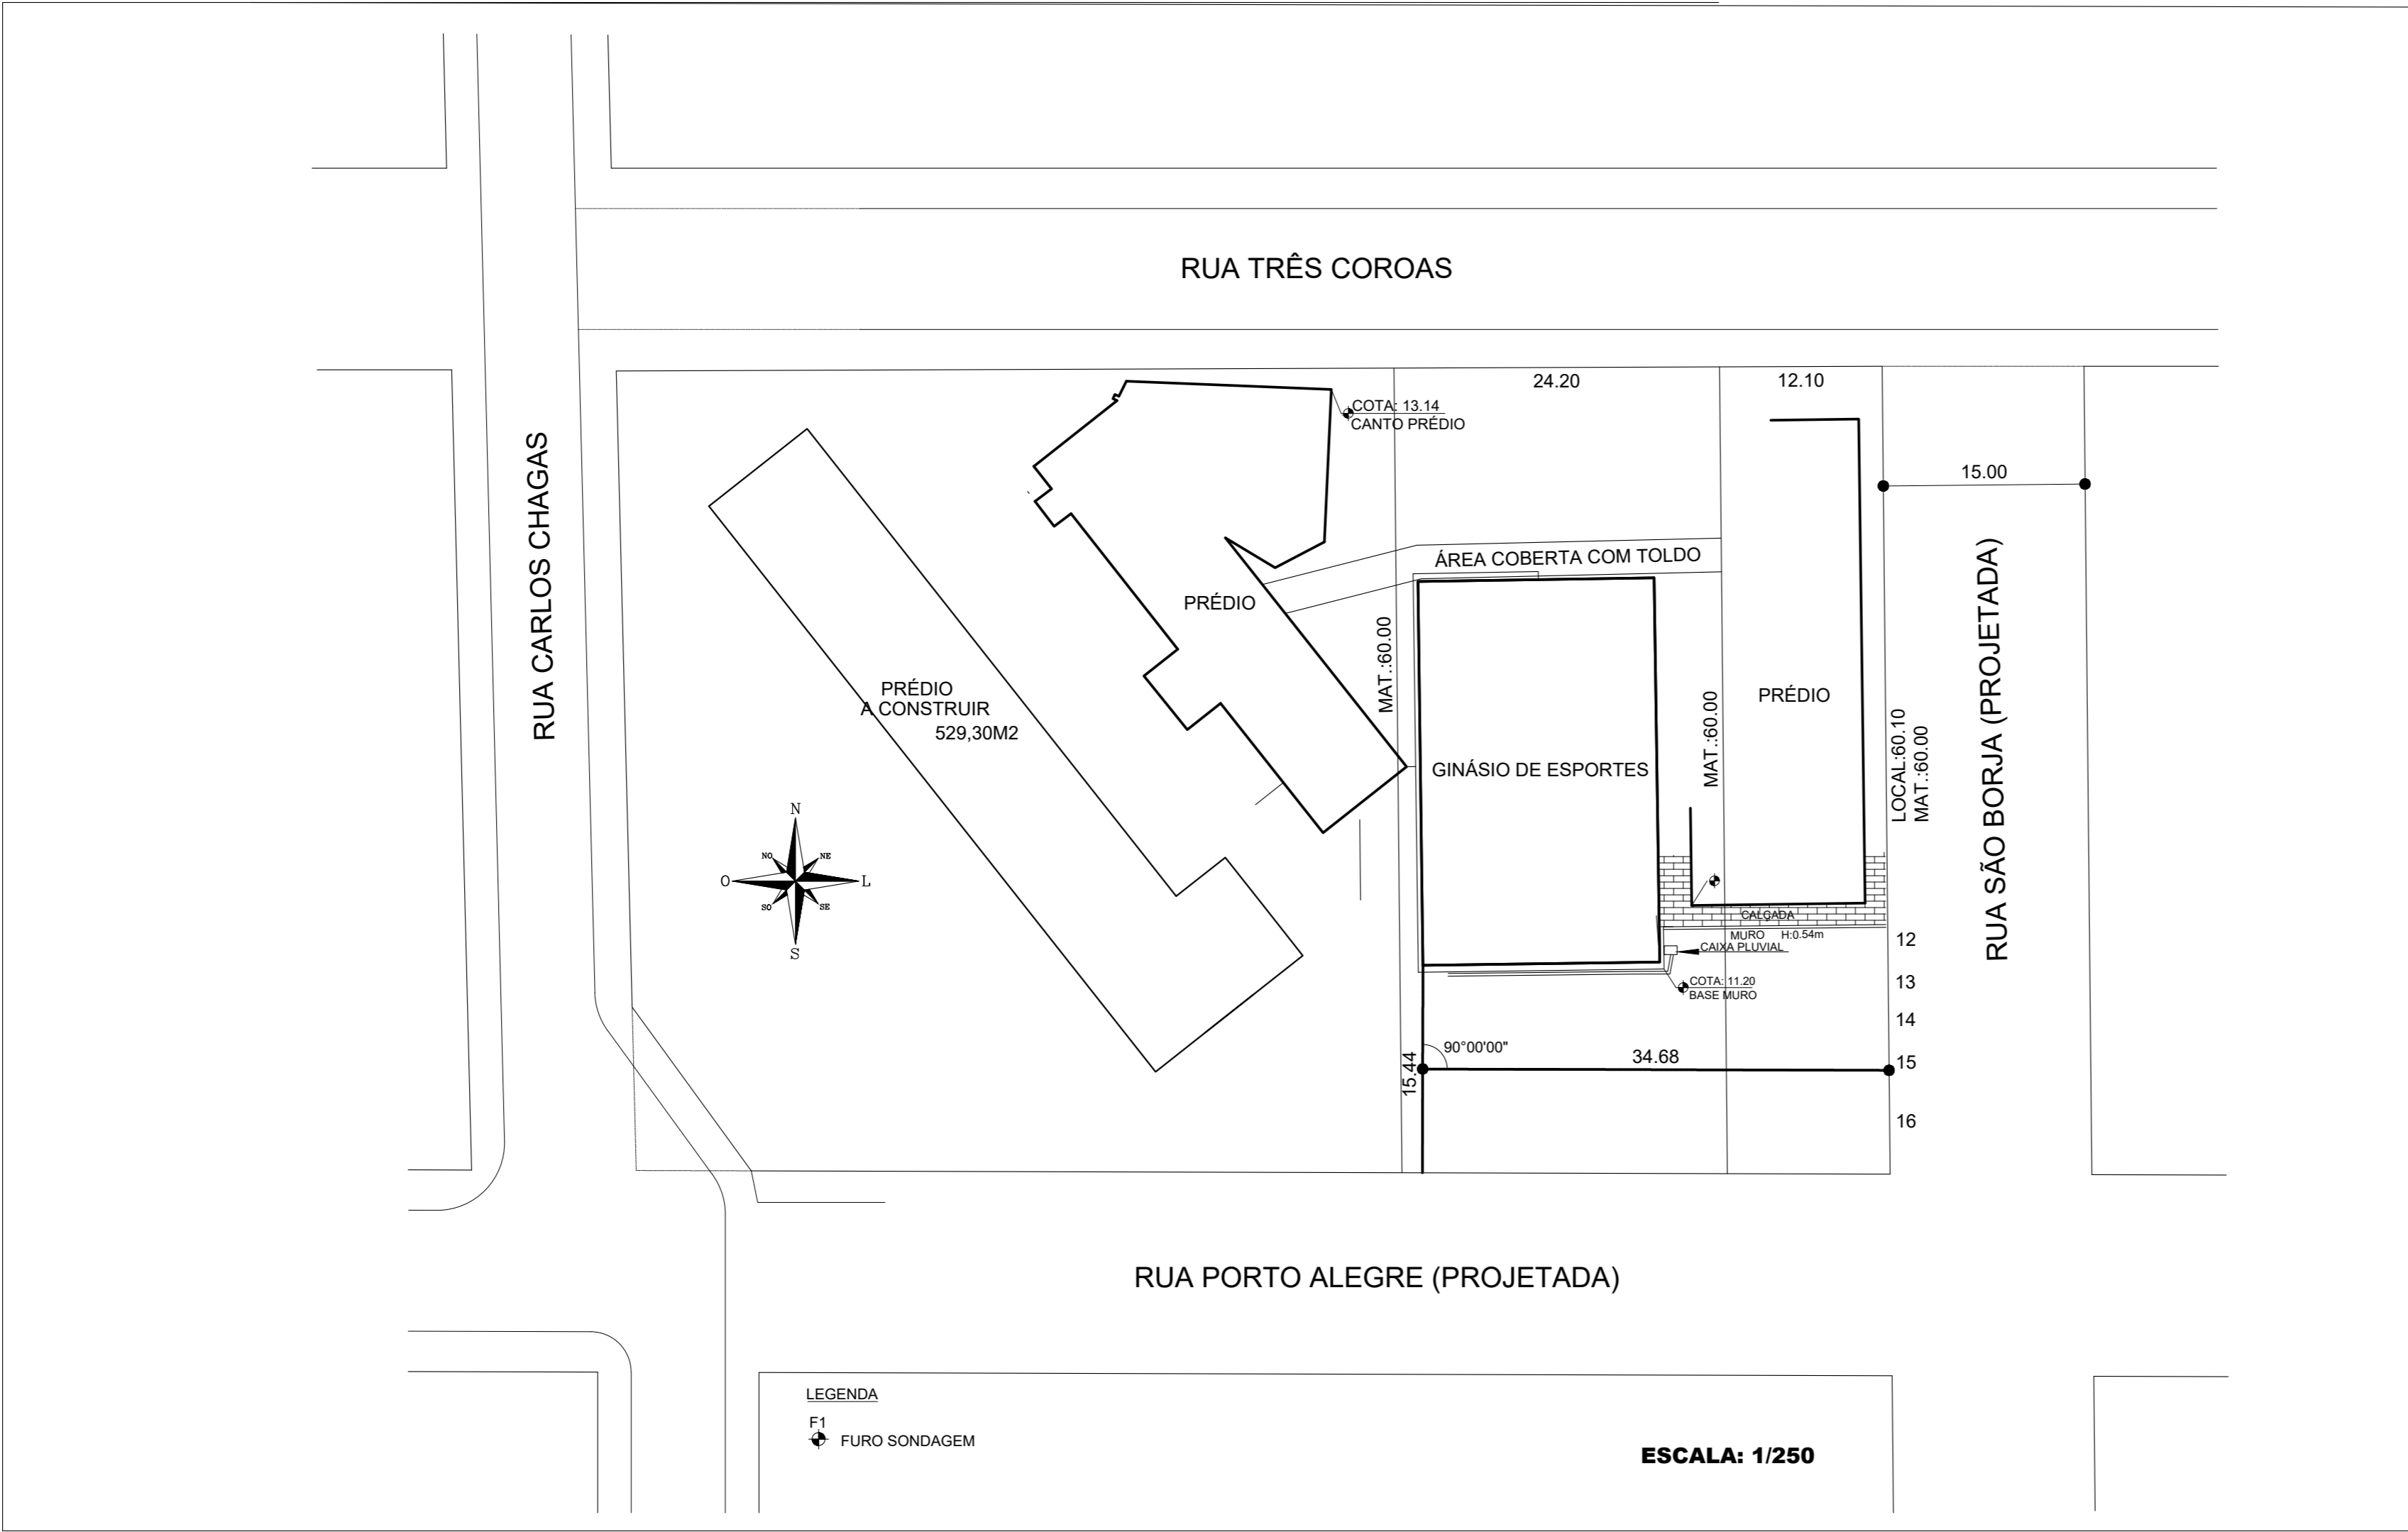 RUA TRÊS COROAS
24.20
12.10
COTA: 13.14
CANTO PRÉDIO
15.00
RUA CARLOS CHAGAS
ÁREA COBERTA COM TOLDO
PRÉDIO
MAT.:60.00
PRÉDIO
A CONSTRUIR
529,30M2
GINÁSIO DE ESPORTES
MAT.:60.00
PRÉDIO
LOCAL:60.10
MAT.:60.00
RUA SÃO BORJA (PROJETADA)
N
NO
NE
O
L
SO
SE
S
CALÇADA
MURO H:0.54m
CAIXA PLUVIAL
COTA: 11.20
BASE MURO
12
13
14
15
16
90°00'00"
34.68
15.44
RUA PORTO ALEGRE (PROJETADA)
LEGENDA
F1
FURO SONDAGEM
ESCALA: 1/250